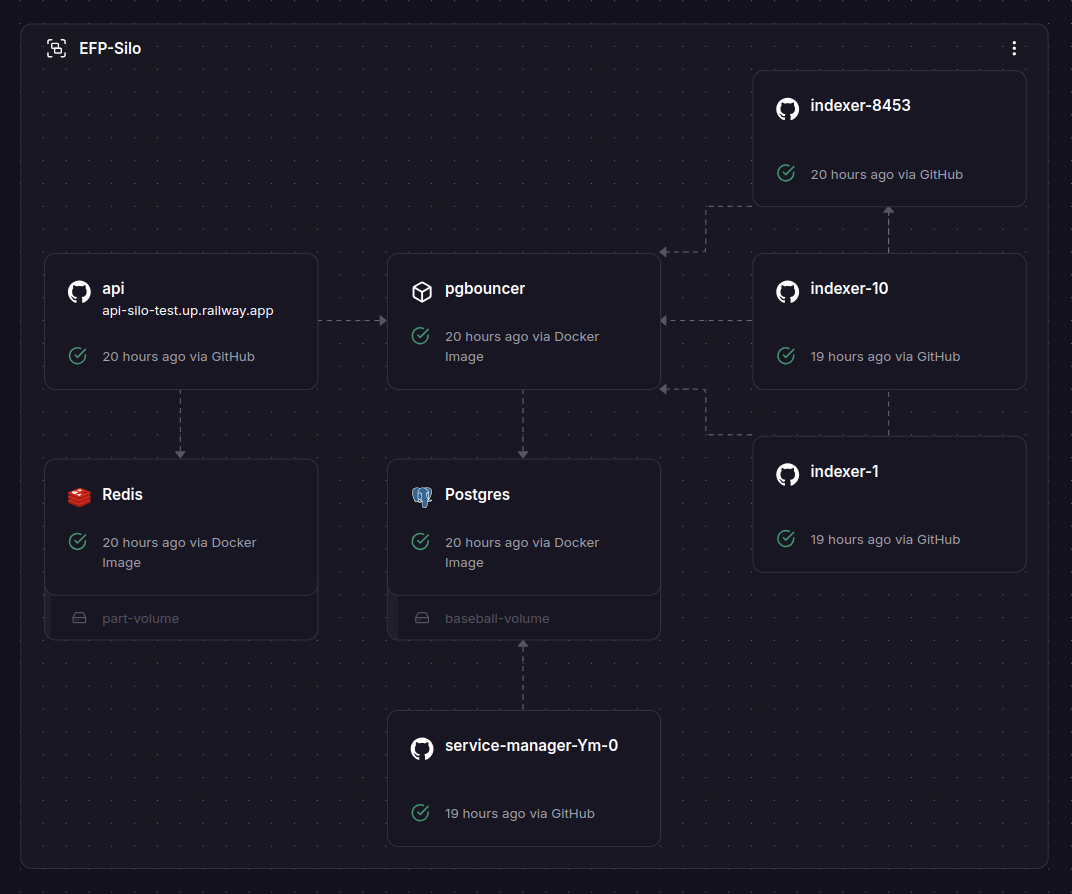 EFP-Silo
indexer-8453
20 hours ago via GitHub
api
api-silo-test.up.railway.app
20 hours ago via GitHub
pgbouncer
20 hours ago via Docker
Image
indexer-10
19 hours ago via GitHub
Redis
20 hours ago via Docker
Image
part-volume
Postgres
20 hours ago via Docker
Image
baseball-volume
indexer-1
19 hours ago via GitHub
service-manager-Ym-0
19 hours ago via GitHub